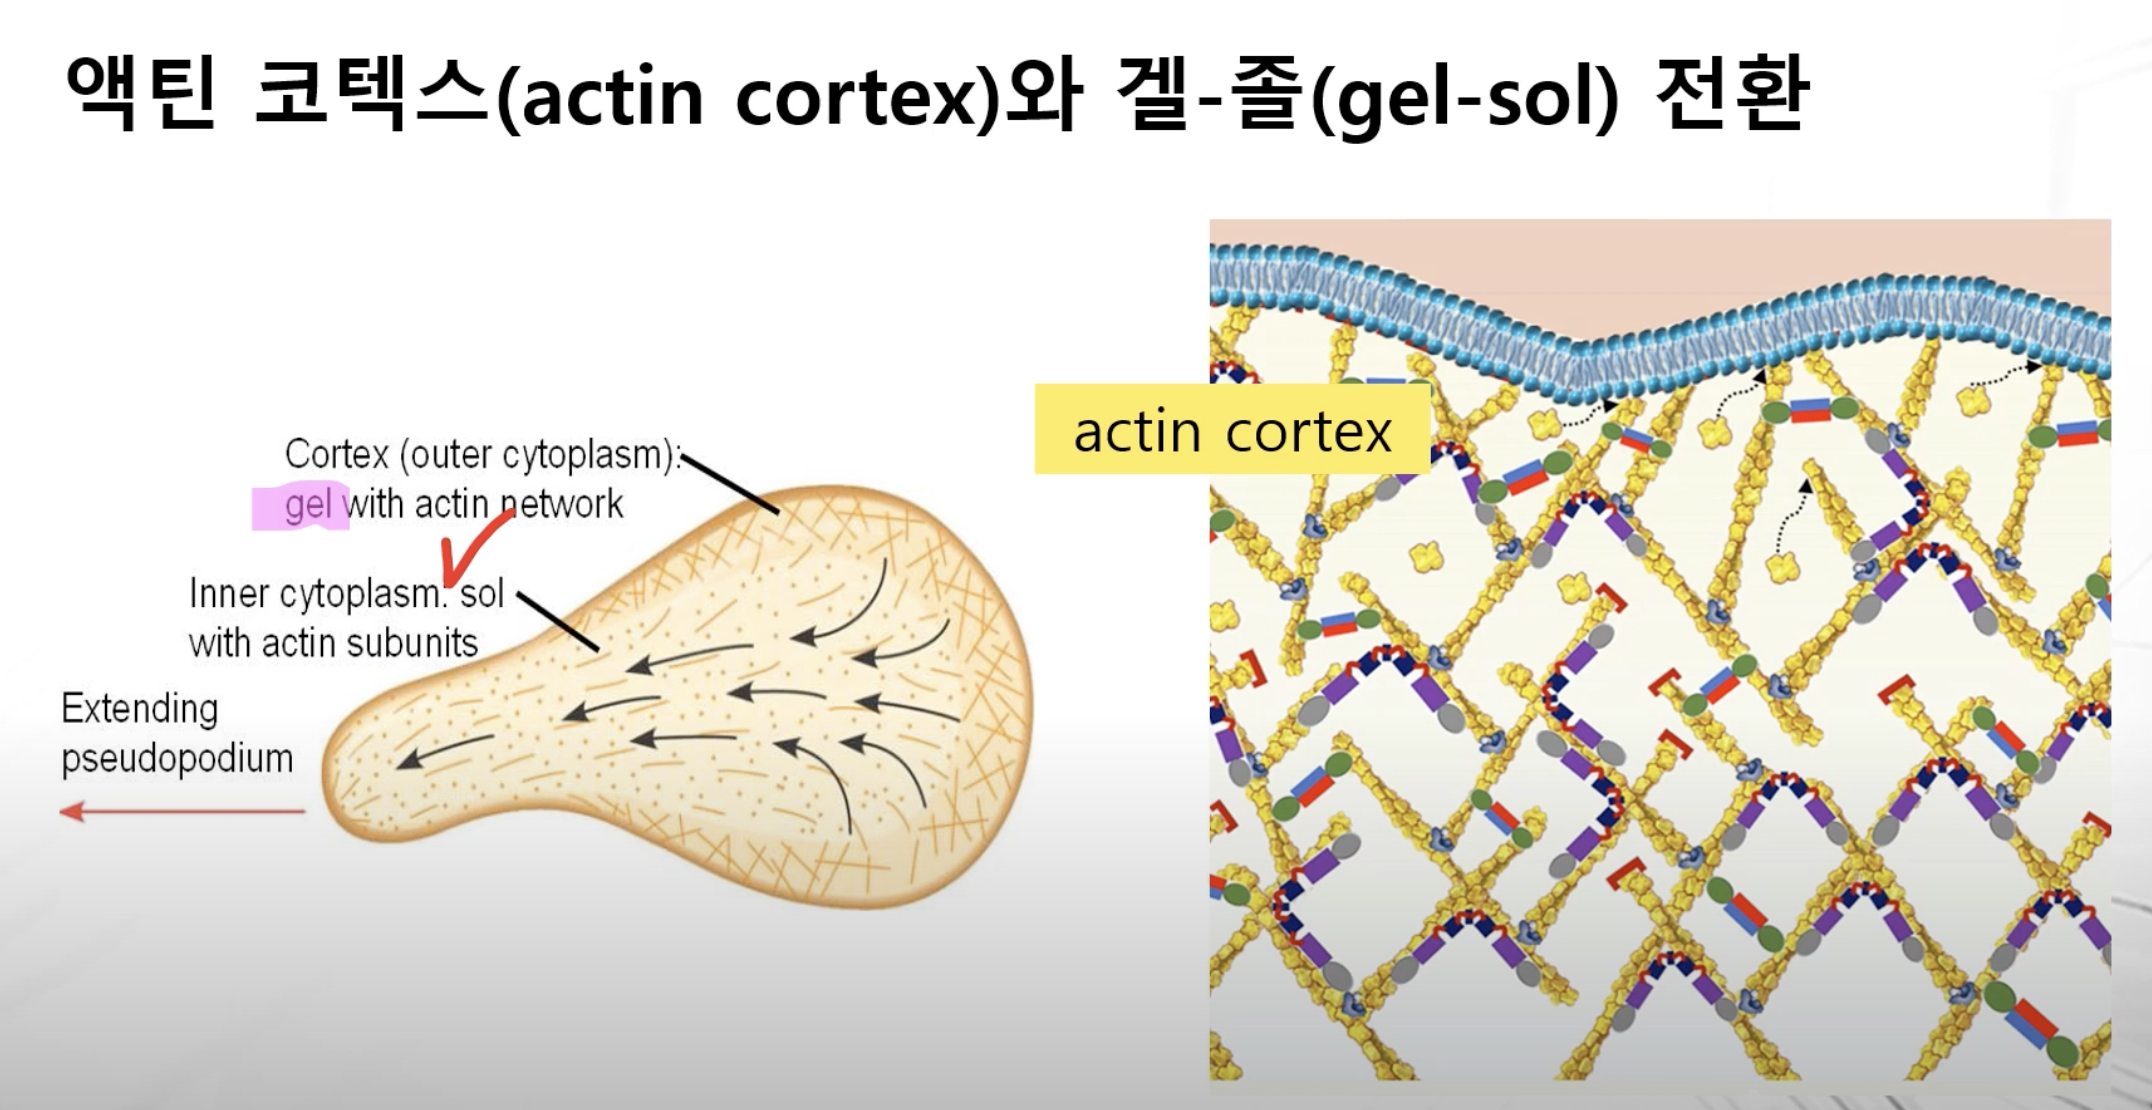 액틴 코텍스(actin cortex)와 겔-졸(gel-sol) 전환
actin cortex
Cortex (outer cytoplasm):
gel with actin network
Inner cytoplasm: sol
with actin subunits
Extending
pseudopodium